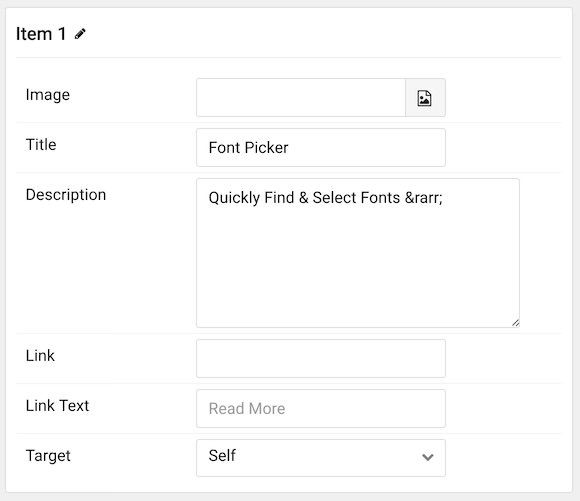 Item 1
Image
Title
Font Picker
Description
Quickly Find & Select Fonts &rarr;
Link
Link Text
Read More
Target
Self